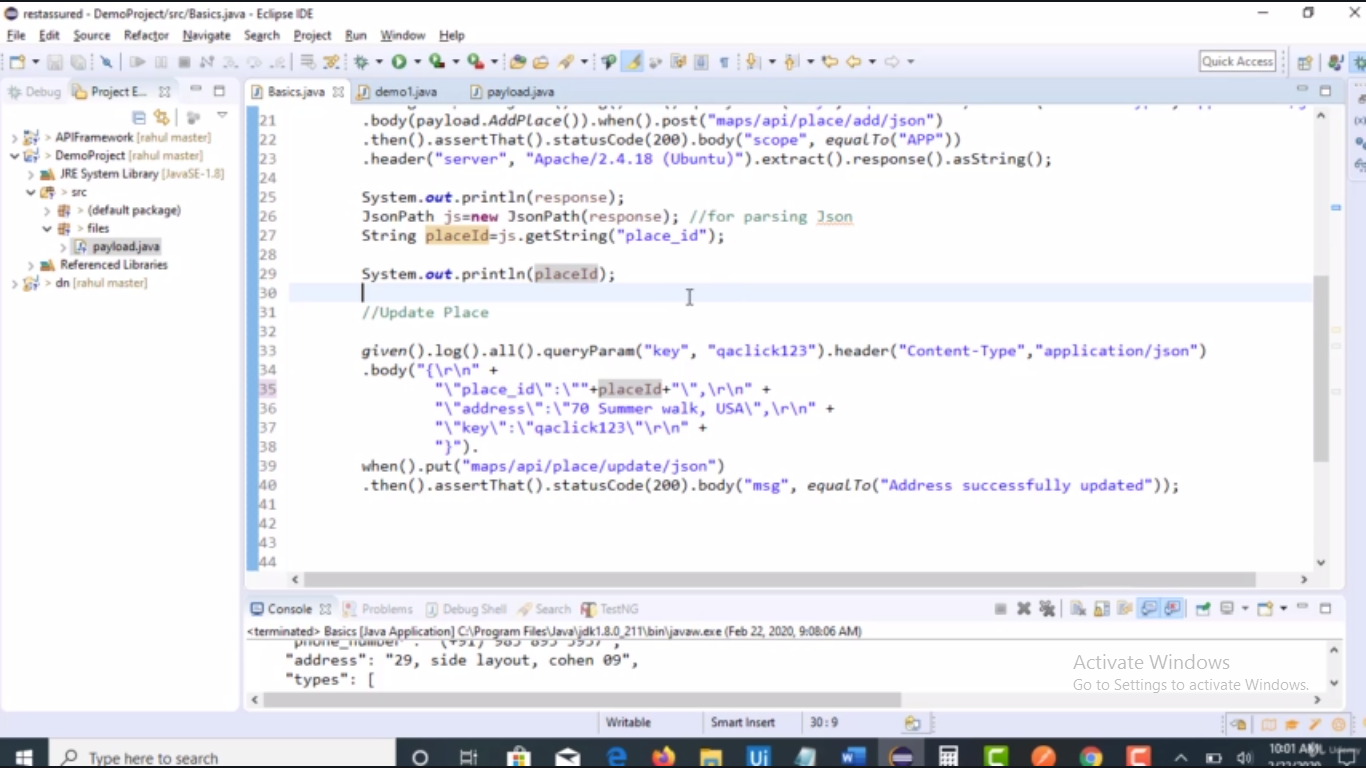 restassured - DemoProject/src/Basics.java - Eclipse IDE
File Edit Source Refactor Navigate Search Project Run Window Help
Quick Access
Debug Project E...
Basics.java demo1.java payload.java
> APIFramework [rahul master]
> DemoProject [rahul master]
JRE System Library [JavaSE-1.8]
> src
> (default package)
> files
> payload.java
Referenced Libraries
> dn [rahul master]
21 .body(payload.AddPlace()).when().post("maps/api/place/add/json")
22 .then().assertThat().statusCode(200).body("scope", equalTo("APP"))
23 .header("server", "Apache/2.4.18 (Ubuntu)").extract().response().asString();
24
25 System.out.println(response);
26 JsonPath js=new JsonPath(response); //for parsing Json
27 String placeId=js.getString("place_id");
28
29 System.out.println(placeId);
30
31 //Update Place
32
33 given().log().all().queryParam("key", "qaclick123").header("Content-Type","application/json")
34 .body("{\r\n" +
35 "\"place_id\":\""+placeId+"\",\r\n" +
36 "\"address\":\"70 Summer walk, USA\",\r\n" +
37 "\"key\":\"qaclick123\"\r\n" +
38 "}").
39 when().put("maps/api/place/update/json")
40 .then().assertThat().statusCode(200).body("msg", equalTo("Address successfully updated"));
41
42
43
44
Console Problems Debug Shell Search TestNG
<terminated> Basics [Java Application] C:\Program Files\Java\jdk1.8.0_211\bin\javaw.exe (Feb 22, 2020, 9:08:06 AM)
"address": "29, side layout, cohen 09",
"types": [
Activate Windows
Go to Settings to activate Windows.
Writable Smart Insert 30:9
Type here to search
10:01 AM